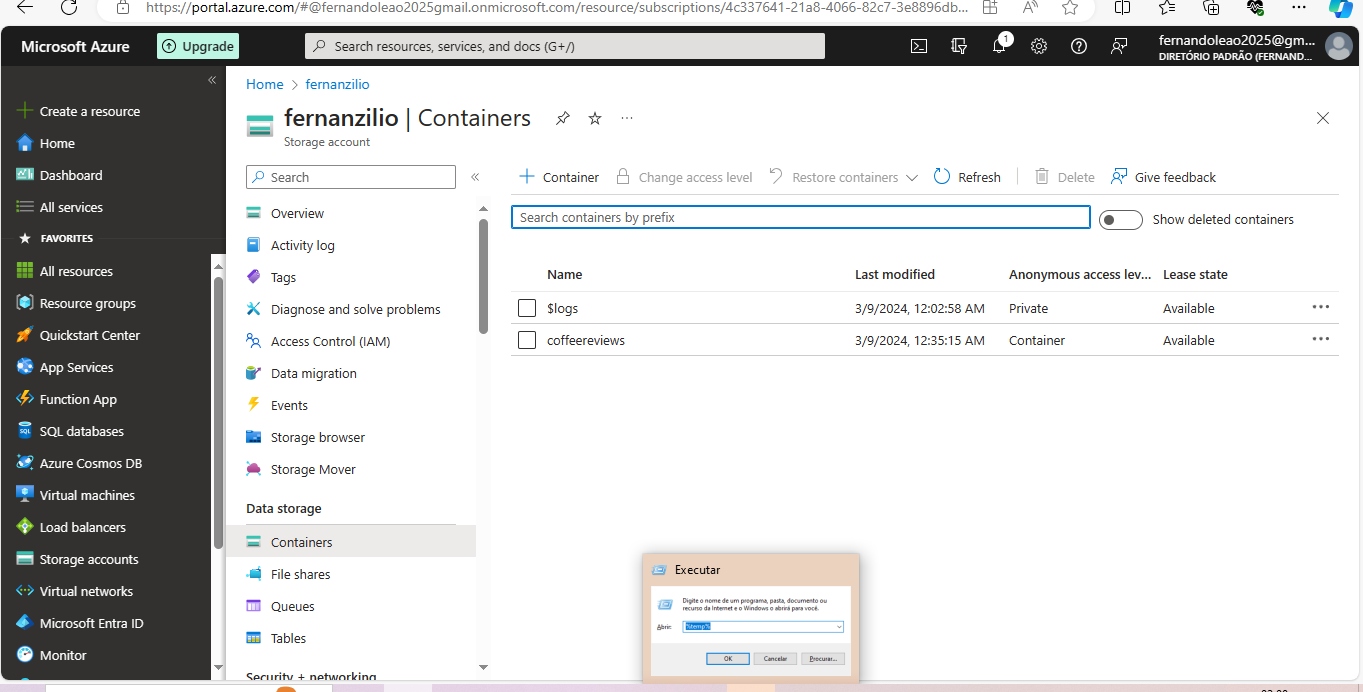 https://portal.azure.com/#@fernandoleao2025gmail.onmicrosoft.com/resource/subscriptions/4c337641-21a8-4066-82c7-3e8896db...
Microsoft Azure
Upgrade
Search resources, services, and docs (G+/)
1
fernandoleao2025@gm...
DIRETÓRIO PADRÃO (FERNAND...
Create a resource
Home
Dashboard
All services
FAVORITES
All resources
Resource groups
Quickstart Center
App Services
Function App
SQL databases
Azure Cosmos DB
Virtual machines
Load balancers
Storage accounts
Virtual networks
Microsoft Entra ID
Monitor
Home > fernanzilio
fernanzilio | Containers
Storage account
Search
Overview
Activity log
Tags
Diagnose and solve problems
Access Control (IAM)
Data migration
Events
Storage browser
Storage Mover
Data storage
Containers
File shares
Queues
Tables
Security + networking
Container Change access level Restore containers Refresh Delete Give feedback
Search containers by prefix
Show deleted containers
Name Last modified Anonymous access lev... Lease state
$logs 3/9/2024, 12:02:58 AM Private Available
coffeereviews 3/9/2024, 12:35:15 AM Container Available
Executar
Digite o nome de um programa, pasta, documento ou
recurso da Internet e o Windows o abrirá para você.
Abrir: %temp%
OK Cancelar Procurar...